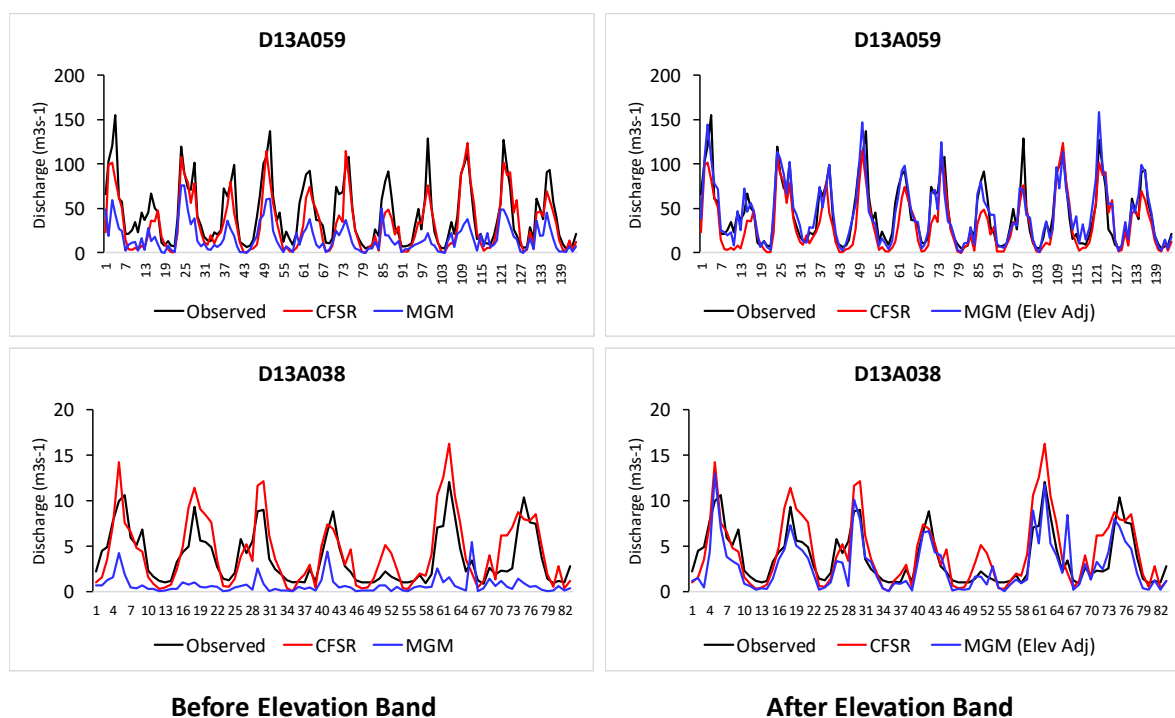 D13A059
200
150
100
50
0
Discharge (m3s-1)
1 7 13 19 25 31 37 43 49 55 61 67 73 79 85 91 97 103 109 115 121 127 133 139
Observed CFSR MGM
D13A059
200
150
100
50
0
Discharge (m3s-1)
1 7 13 19 25 31 37 43 49 55 61 67 73 79 85 91 97 103 109 115 121 127 133 139
Observed CFSR MGM (Elev Adj)
D13A038
20
15
10
5
0
Discharge (m3s-1)
1 4 7 10 13 16 19 22 25 28 31 34 37 40 43 46 49 52 55 58 61 64 67 70 73 76 79 82
Observed CFSR MGM
D13A038
20
15
10
5
0
Discharge (m3s-1)
1 4 7 10 13 16 19 22 25 28 31 34 37 40 43 46 49 52 55 58 61 64 67 70 73 76 79 82
Observed CFSR MGM (Elev Adj)
Before Elevation Band
After Elevation Band